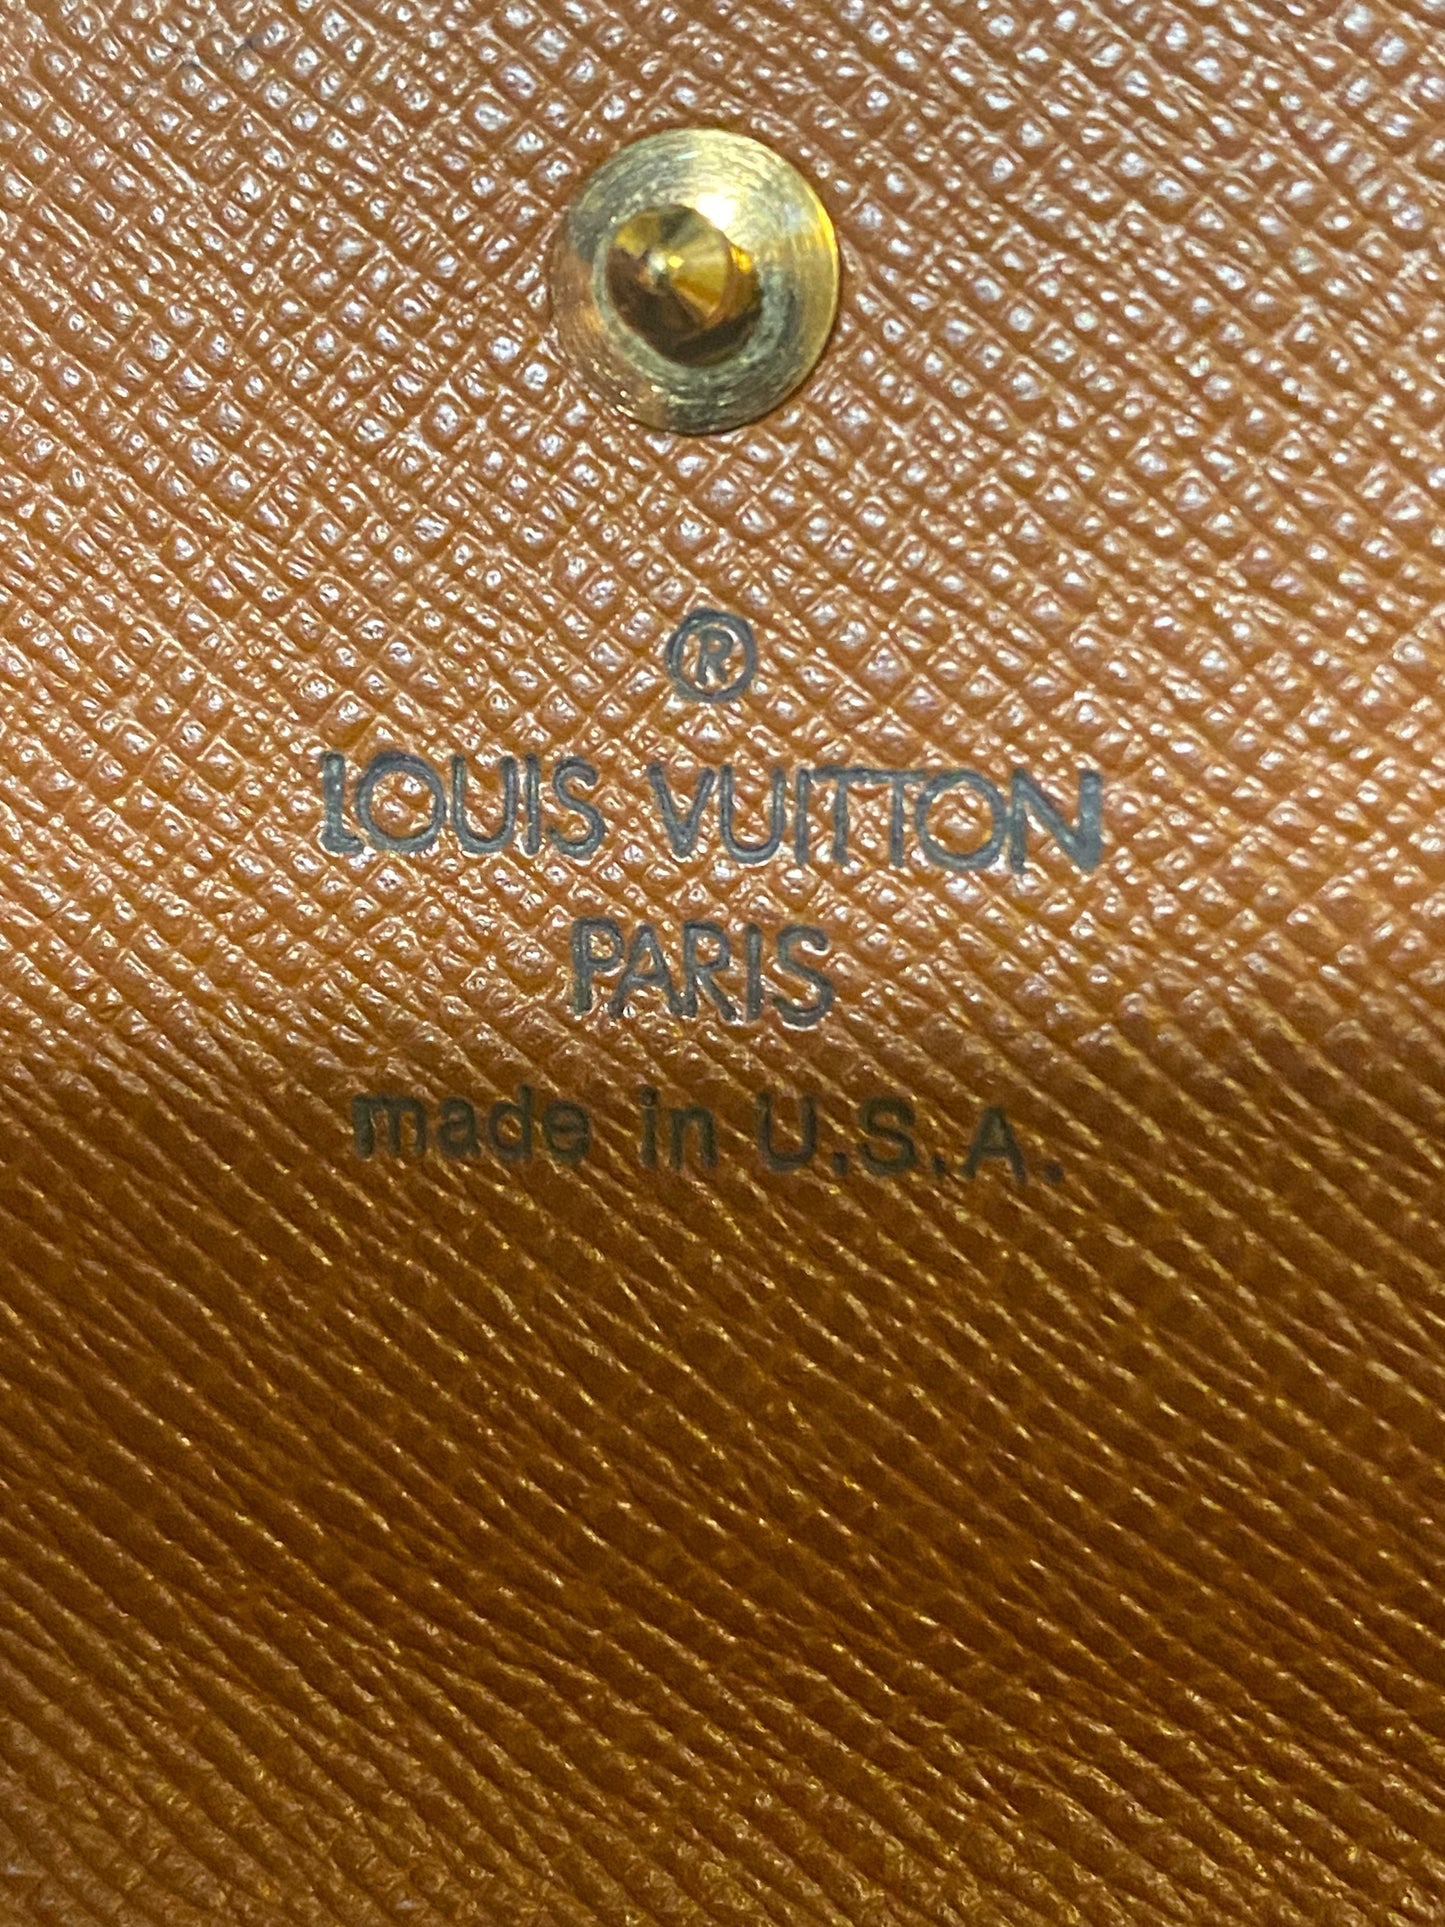 ®
LOUIS VUITTON
PARIS
made in U.S.A.